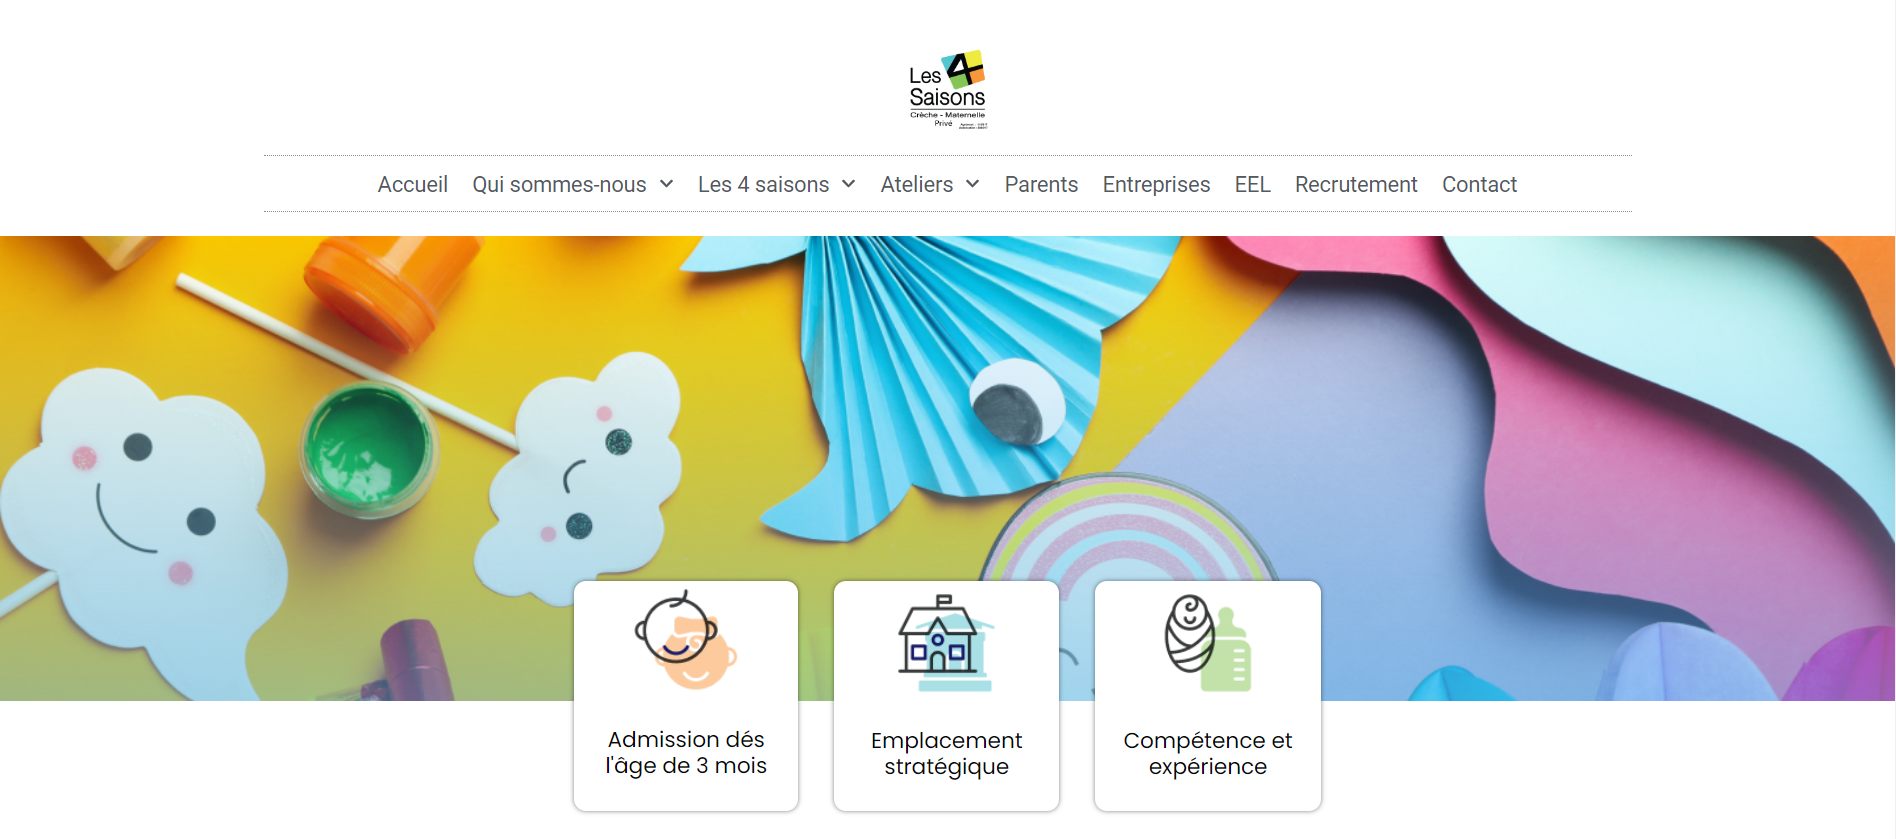 Les 4
Saisons
Crèche - Maternelle
Privé
Accueil Qui sommes-nous Les 4 saisons Ateliers Parents Entreprises EEL Recrutement Contact
Admission dés
l'âge de 3 mois
Emplacement
stratégique
Compétence et
expérience